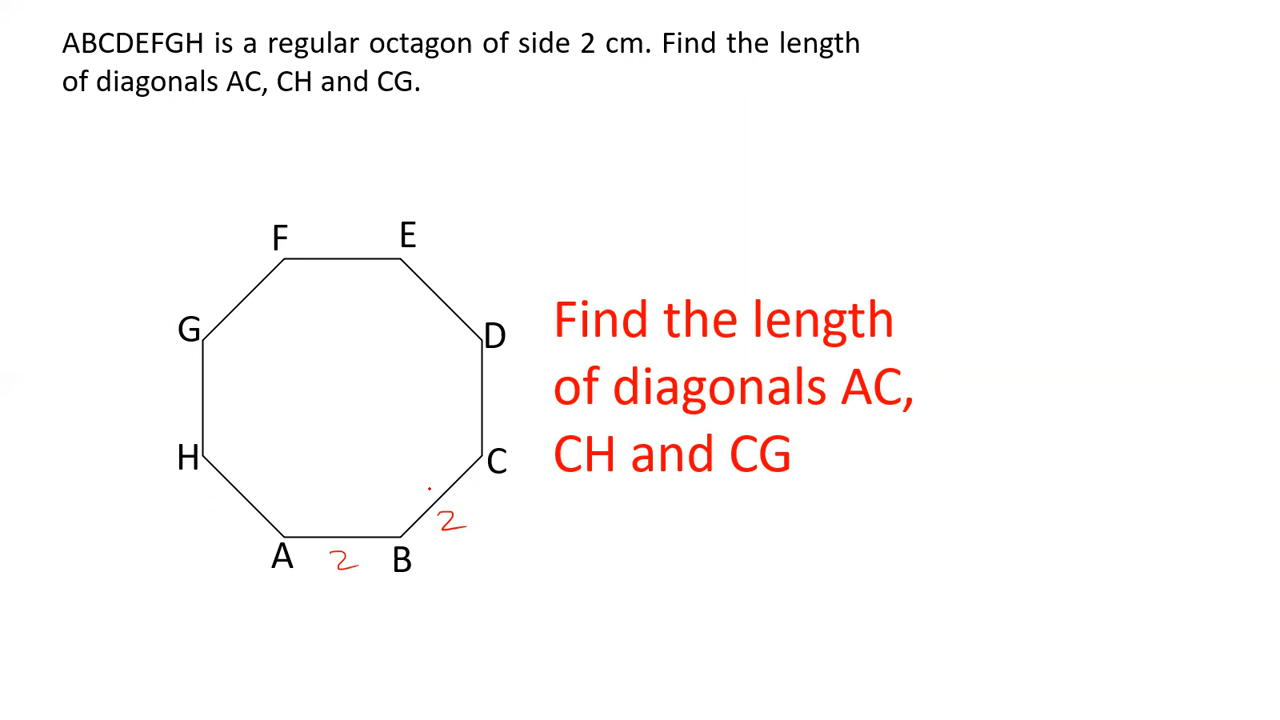 ABCDEFGH is a regular octagon of side 2 cm. Find the length
of diagonals AC, CH and CG.
F E
G D
Find the length
of diagonals AC,
CH and CG
H C
2
A 2 B